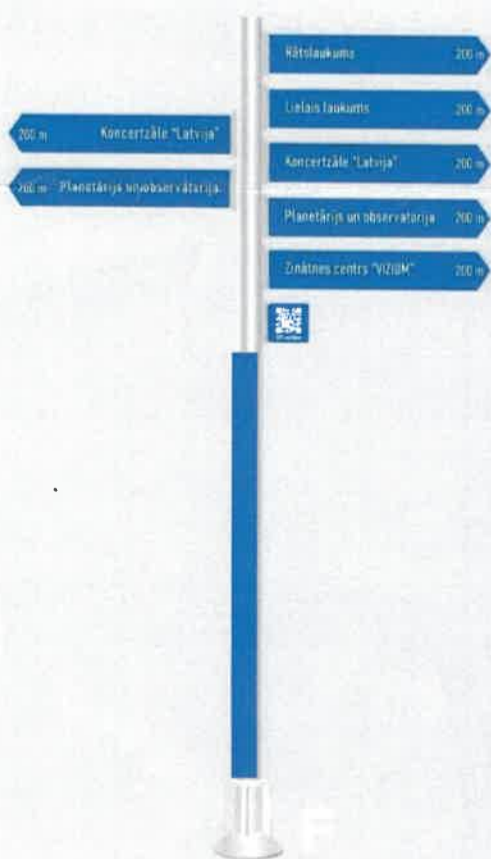 Rātslaukums 200 m
Lielais laukums 200 m
200 m Koncertzāle "Latvija"
Koncertzāle "Latvija" 200 m
200 m Planetārijs un observatorija
Planetārijs un observatorija 200 m
Zinātnes centrs "VIZIUM" 200 m